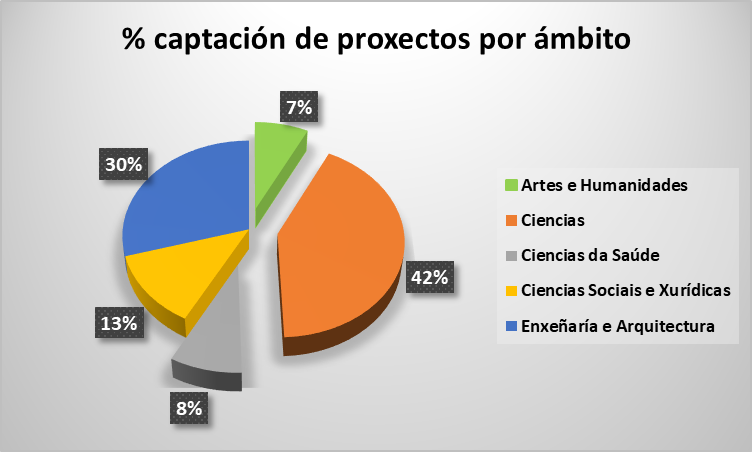 % captación de proxectos por ámbito
7%
30%
42%
13%
8%
Artes e Humanidades
Ciencias
Ciencias da Saúde
Ciencias Sociais e Xurídicas
Enxeñaría e Arquitectura